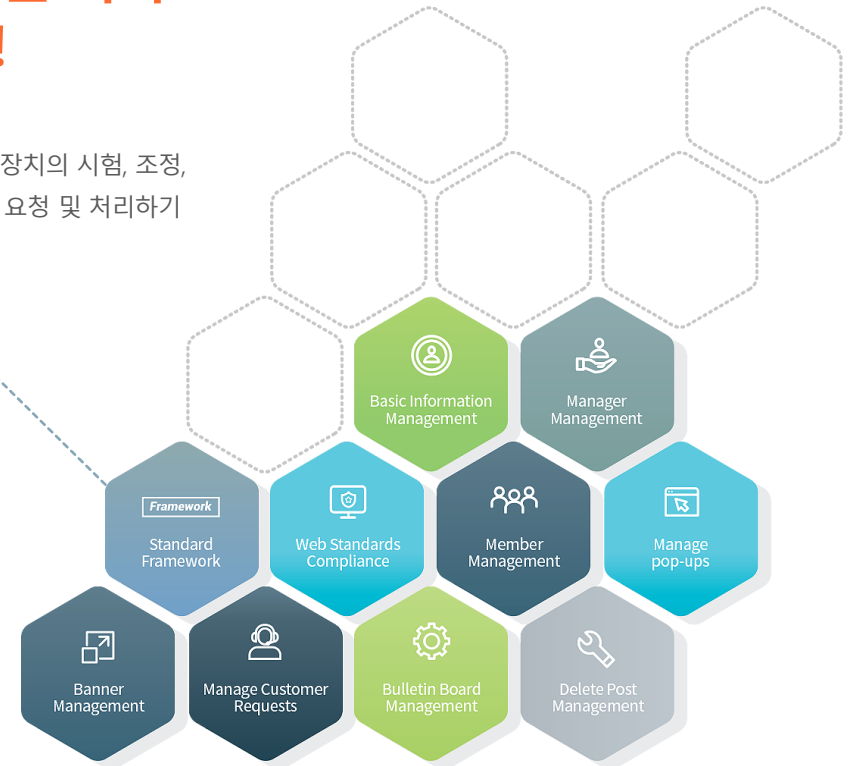 !
장치의 시험, 조정,
요청 및 처리하기
Basic Information
Management
Manager
Management
Framework
Standard
Framework
Web Standards
Compliance
Member
Management
Manage
pop-ups
Banner
Management
Manage Customer
Requests
Bulletin Board
Management
Delete Post
Management